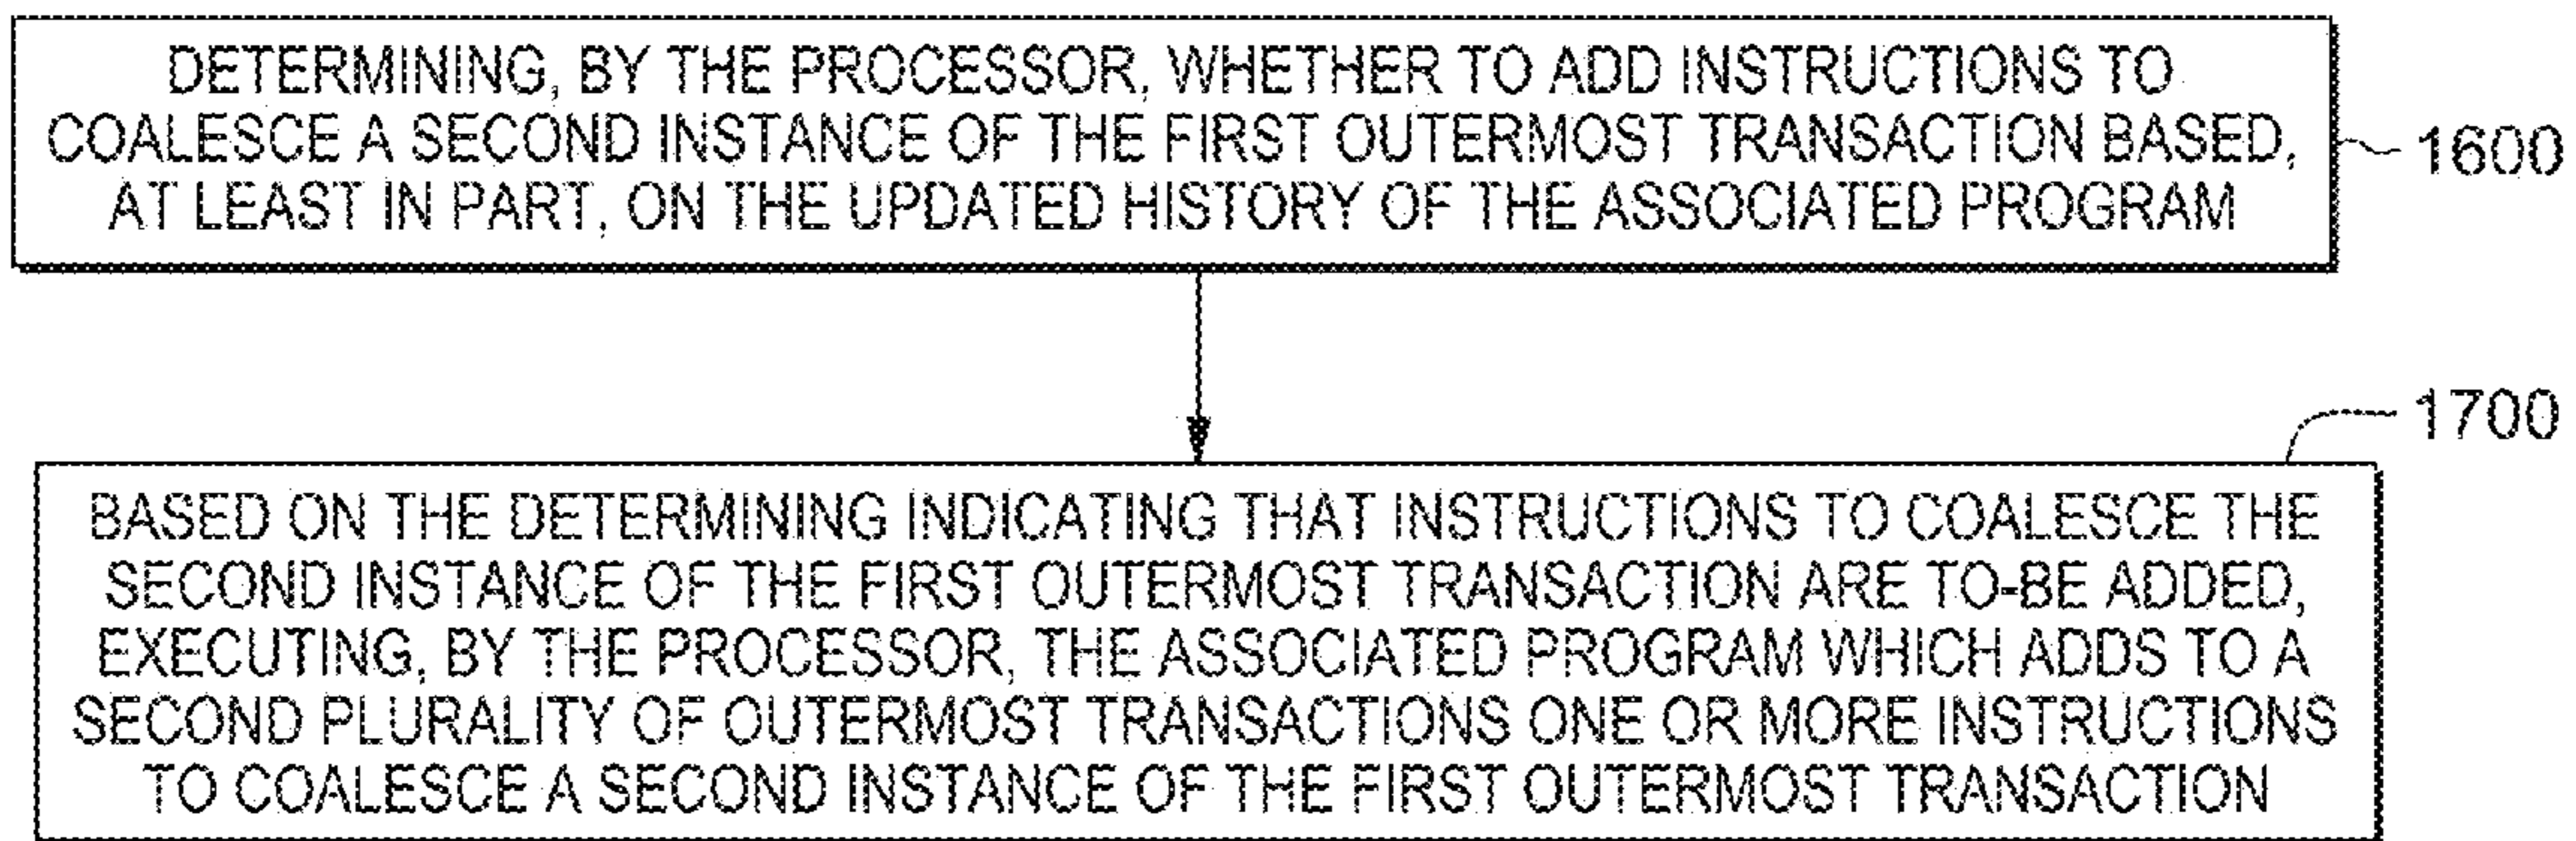 DETERMINING, BY THE PROCESSOR, WHETHER TO ADD INSTRUCTIONS TO
COALESCE A SECOND INSTANCE OF THE FIRST OUTERMOST TRANSACTION BASED,
AT LEAST IN PART, ON THE UPDATED HISTORY OF THE ASSOCIATED PROGRAM
1600
1700
BASED ON THE DETERMINING INDICATING THAT INSTRUCTIONS TO COALESCE THE
SECOND INSTANCE OF THE FIRST OUTERMOST TRANSACTION ARE TO-BE ADDED,
EXECUTING, BY THE PROCESSOR, THE ASSOCIATED PROGRAM WHICH ADDS TO A
SECOND PLURALITY OF OUTERMOST TRANSACTIONS ONE OR MORE INSTRUCTIONS
TO COALESCE A SECOND INSTANCE OF THE FIRST OUTERMOST TRANSACTION